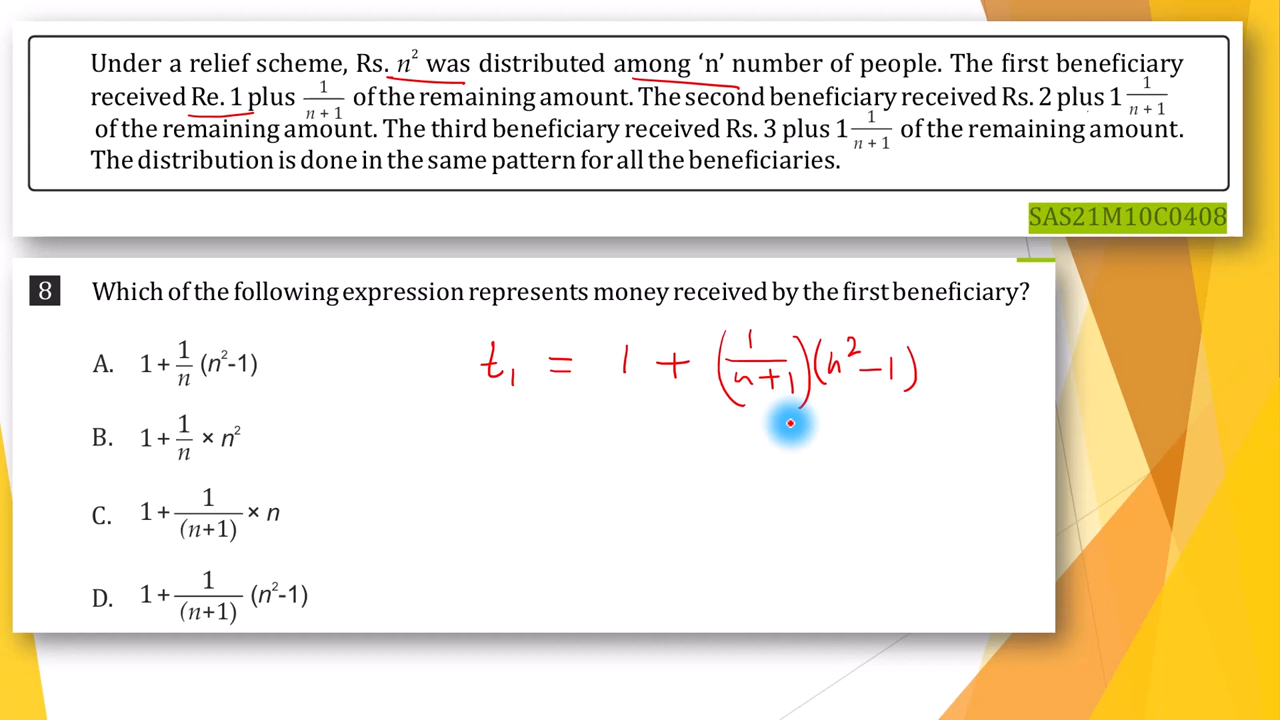 Under a relief scheme, Rs. n² was distributed among ‘n’ number of people. The first beneficiary
received Re. 1 plus 1/(n + 1) of the remaining amount. The second beneficiary received Rs. 2 plus 1 1/(n + 1)
of the remaining amount. The third beneficiary received Rs. 3 plus 1 1/(n + 1) of the remaining amount.
The distribution is done in the same pattern for all the beneficiaries.
SAS21M10C0408
8 Which of the following expression represents money received by the first beneficiary?
A. 1 + 1/n (n²-1)
t₁ = 1 + (1/(n+1)) (n² - 1)
B. 1 + 1/n × n²
C. 1 + 1/(n+1) × n
D. 1 + 1/(n+1) (n²-1)